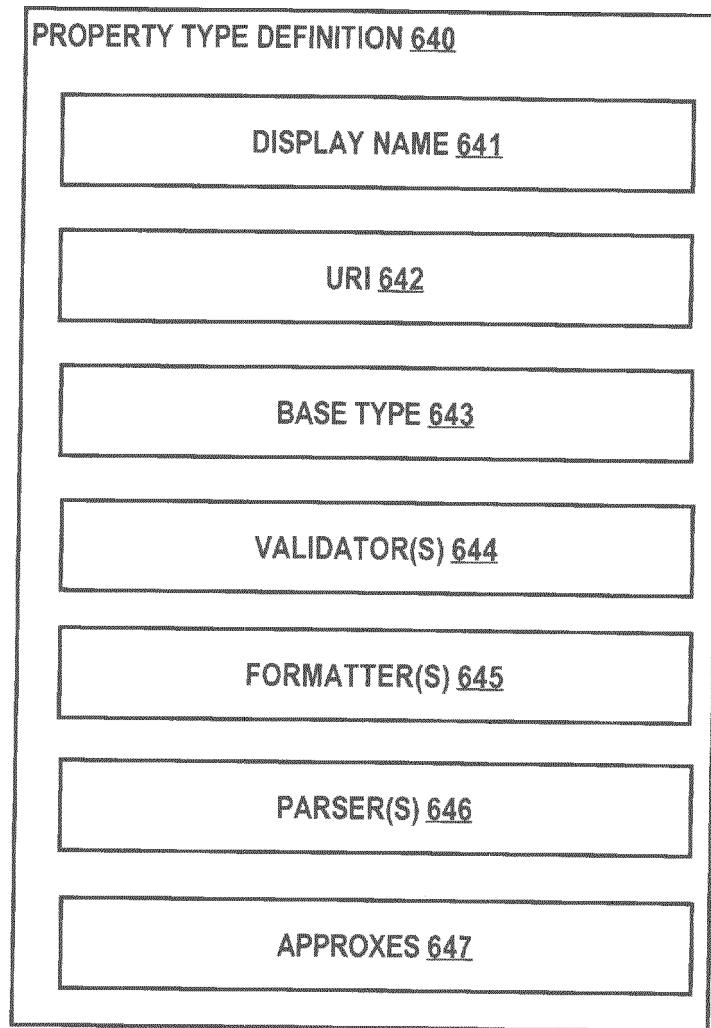 PROPERTY TYPE DEFINITION 640
DISPLAY NAME 641
URI 642
BASE TYPE 643
VALIDATOR(S) 644
FORMATTER(S) 645
PARSER(S) 646
APPROXES 647